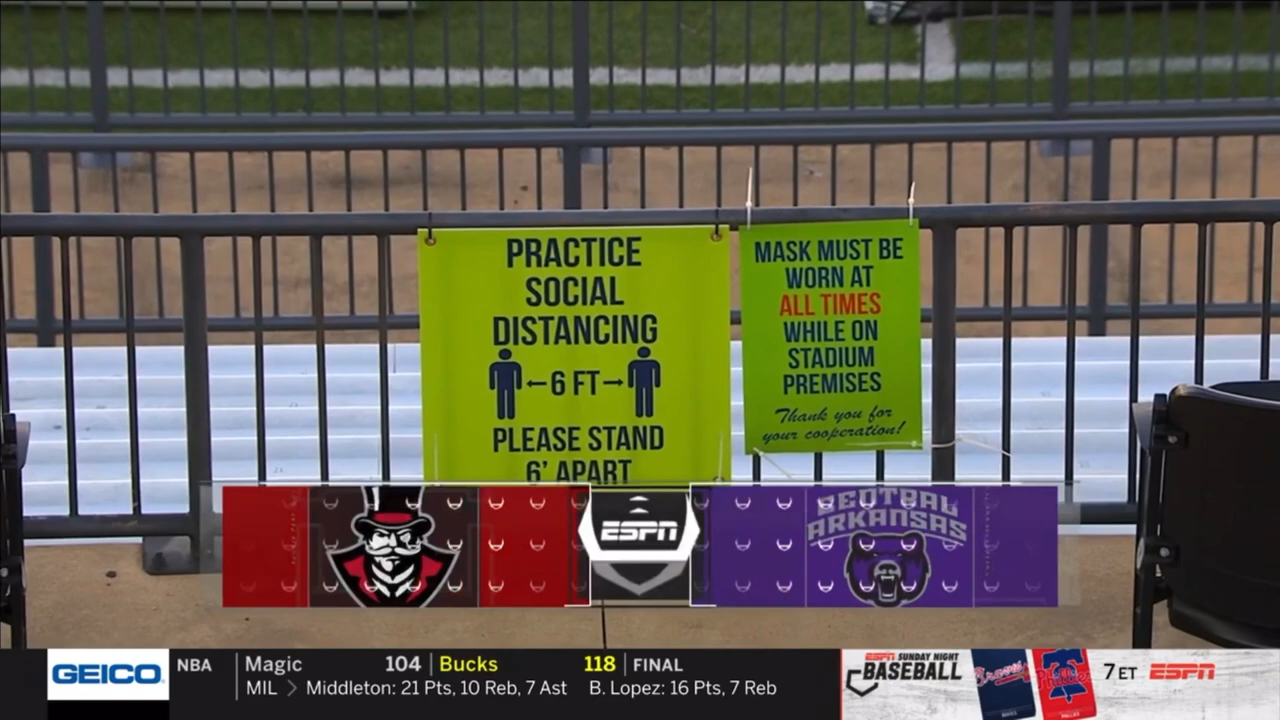 PRACTICE
SOCIAL
DISTANCING
←6 FT→
PLEASE STAND
6' APART
MASK MUST BE
WORN AT
ALL TIMES
WHILE ON
STADIUM
PREMISES
Thank you for
your cooperation!
ESPN
CENTRAL
ARKANSAS
GEICO
NBA
Magic 104 Bucks 118 FINAL
MIL > Middleton: 21 Pts, 10 Reb, 7 Ast B. Lopez: 16 Pts, 7 Reb
ESPN SUNDAY NIGHT
BASEBALL
Braves
Phillies
7 ET ESPN